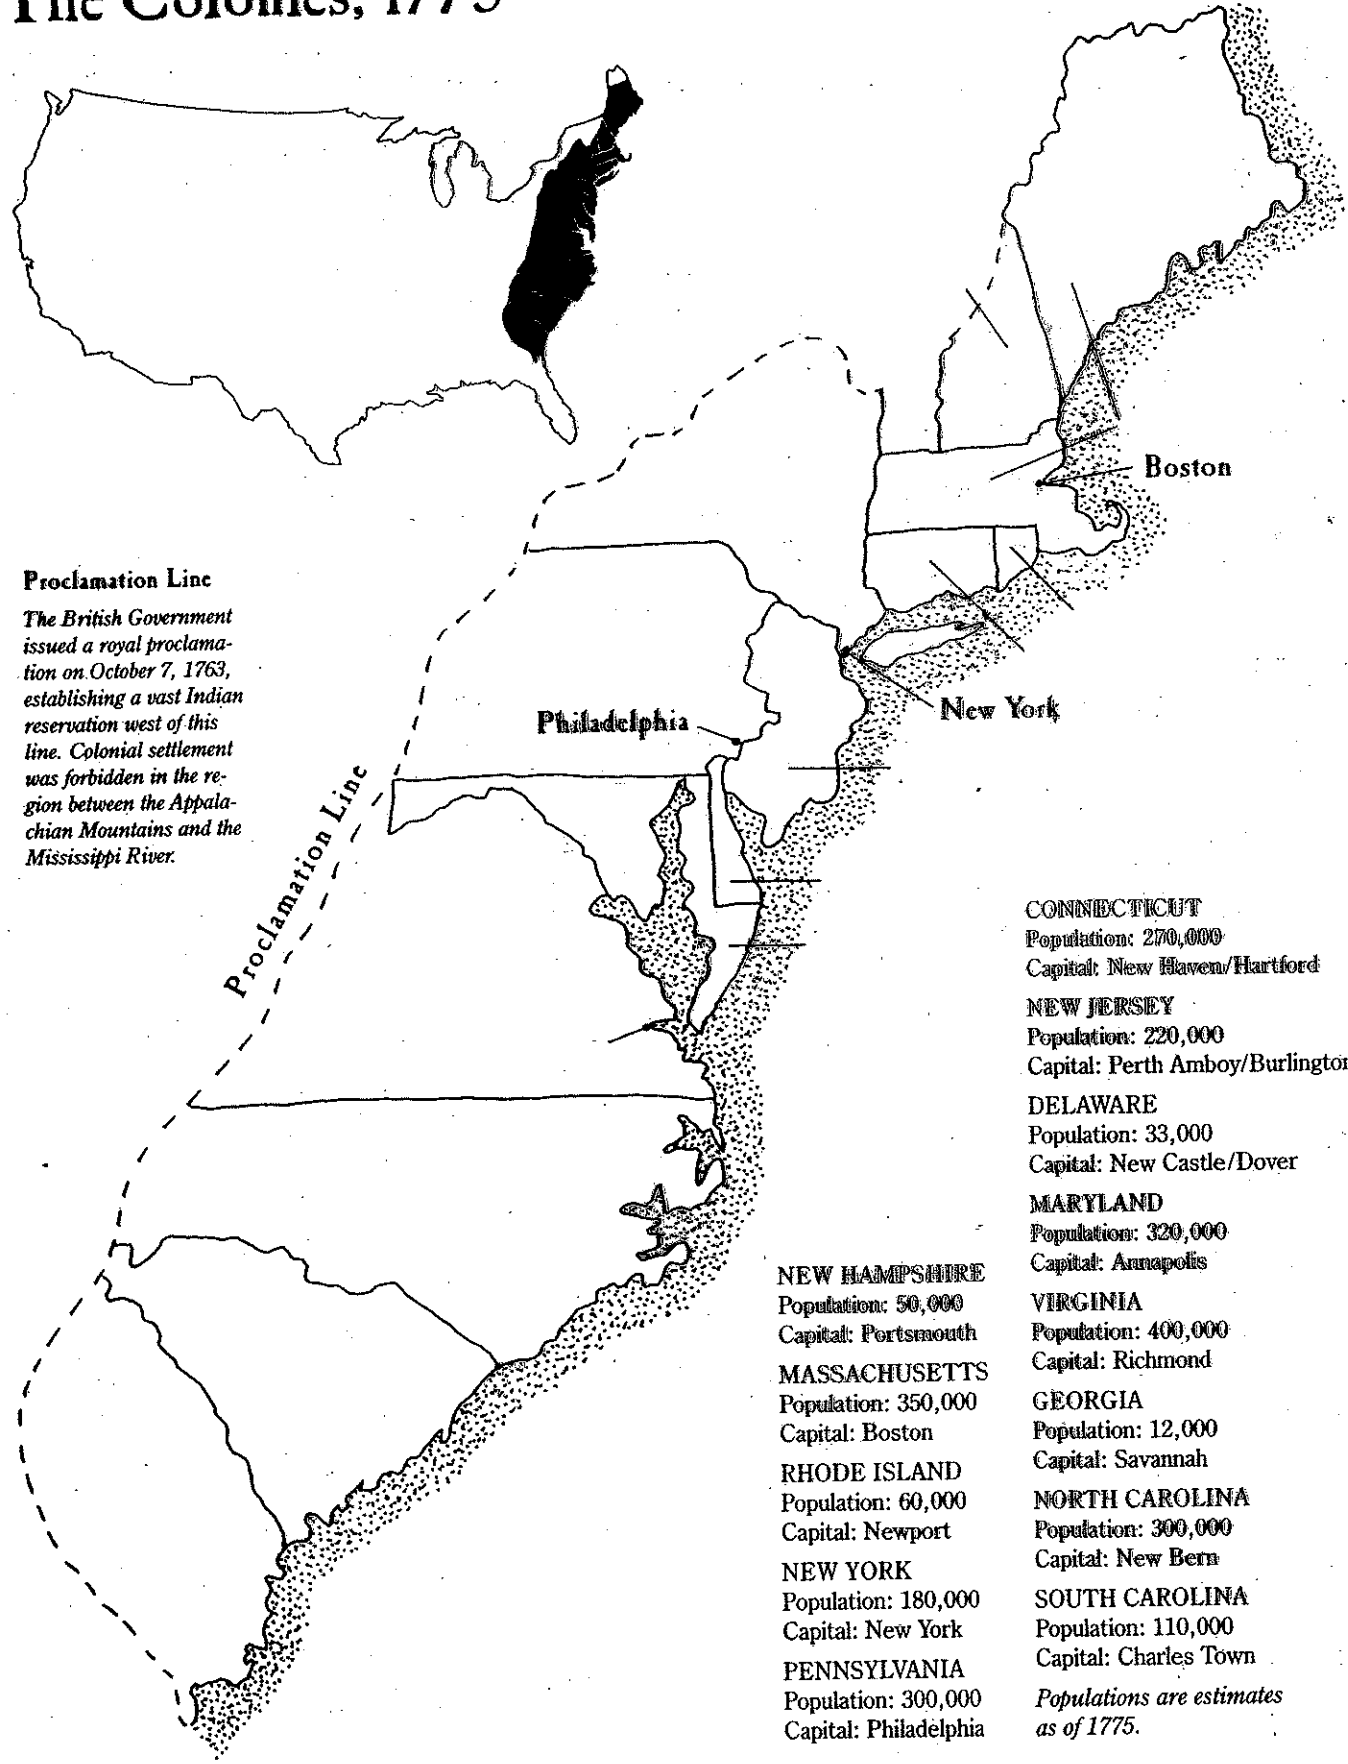 The Colonies, 1775
Boston
Proclamation Line
The British Government
issued a royal proclama-
tion on October 7, 1763,
establishing a vast Indian
reservation west of this
line. Colonial settlement
was forbidden in the re-
gion between the Appala-
chian Mountains and the
Mississippi River.
Philadelphia
New York
Proclamation Line
NEW HAMPSHIRE
Population: 50,000
Capital: Portsmouth
MASSACHUSETTS
Population: 350,000
Capital: Boston
RHODE ISLAND
Population: 60,000
Capital: Newport
NEW YORK
Population: 180,000
Capital: New York
PENNSYLVANIA
Population: 300,000
Capital: Philadelphia
CONNECTICUT
Population: 270,000
Capital: New Haven/Hartford
NEW JERSEY
Population: 220,000
Capital: Perth Amboy/Burlington
DELAWARE
Population: 33,000
Capital: New Castle/Dover
MARYLAND
Population: 320,000
Capital: Annapolis
VIRGINIA
Population: 400,000
Capital: Richmond
GEORGIA
Population: 12,000
Capital: Savannah
NORTH CAROLINA
Population: 300,000
Capital: New Bern
SOUTH CAROLINA
Population: 110,000
Capital: Charles Town
Populations are estimates
as of 1775.